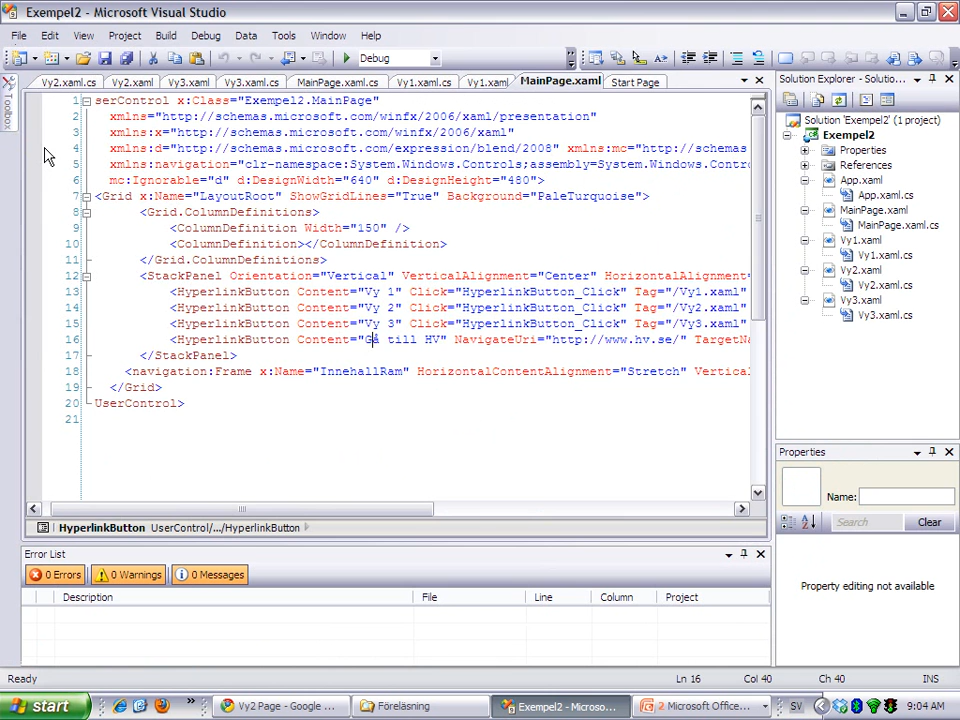 Exempel2 - Microsoft Visual Studio
File Edit View Project Build Debug Data Tools Window Help
Debug
Toolbox
Vy2.xaml.cs Vy2.xaml Vy3.xaml Vy3.xaml.cs MainPage.xaml.cs Vy1.xaml.cs Vy1.xaml MainPage.xaml Start Page
1 serControl x:Class="Exempel2.MainPage"
2 xmlns="http://schemas.microsoft.com/winfx/2006/xaml/presentation"
3 xmlns:x="http://schemas.microsoft.com/winfx/2006/xaml"
4 xmlns:d="http://schemas.microsoft.com/expression/blend/2008" xmlns:mc="http://schemas
5 xmlns:navigation="clr-namespace:System.Windows.Controls;assembly=System.Windows.Contro
6 mc:Ignorable="d" d:DesignWidth="640" d:DesignHeight="480">
7 <Grid x:Name="LayoutRoot" ShowGridLines="True" Background="PaleTurquoise">
8 <Grid.ColumnDefinitions>
9 <ColumnDefinition Width="150" />
10 <ColumnDefinition></ColumnDefinition>
11 </Grid.ColumnDefinitions>
12 <StackPanel Orientation="Vertical" VerticalAlignment="Center" HorizontalAlignment=
13 <HyperlinkButton Content="Vy 1" Click="HyperlinkButton_Click" Tag="/Vy1.xaml"
14 <HyperlinkButton Content="Vy 2" Click="HyperlinkButton_Click" Tag="/Vy2.xaml"
15 <HyperlinkButton Content="Vy 3" Click="HyperlinkButton_Click" Tag="/Vy3.xaml"
16 <HyperlinkButton Content="Gå till HV" NavigateUri="http://www.hv.se/" TargetNa
17 </StackPanel>
18 <navigation:Frame x:Name="InnehallRam" HorizontalContentAlignment="Stretch" Vertical
19 </Grid>
20 UserControl>
21
HyperlinkButton UserControl/.../HyperlinkButton
Solution Explorer - Solutio...
Solution 'Exempel2' (1 project)
Exempel2
Properties
References
App.xaml
App.xaml.cs
MainPage.xaml
MainPage.xaml.cs
Vy1.xaml
Vy1.xaml.cs
Vy2.xaml
Vy2.xaml.cs
Vy3.xaml
Vy3.xaml.cs
Properties
Name:
Search Clear
Property editing not available
Error List
0 Errors 0 Warnings 0 Messages
Description File Line Column Project
Ready Ln 16 Col 40 Ch 40 INS
start Vy2 Page - Google ... Föreläsning Exempel2 - Microso... 2 Microsoft Office... SV 9:04 AM